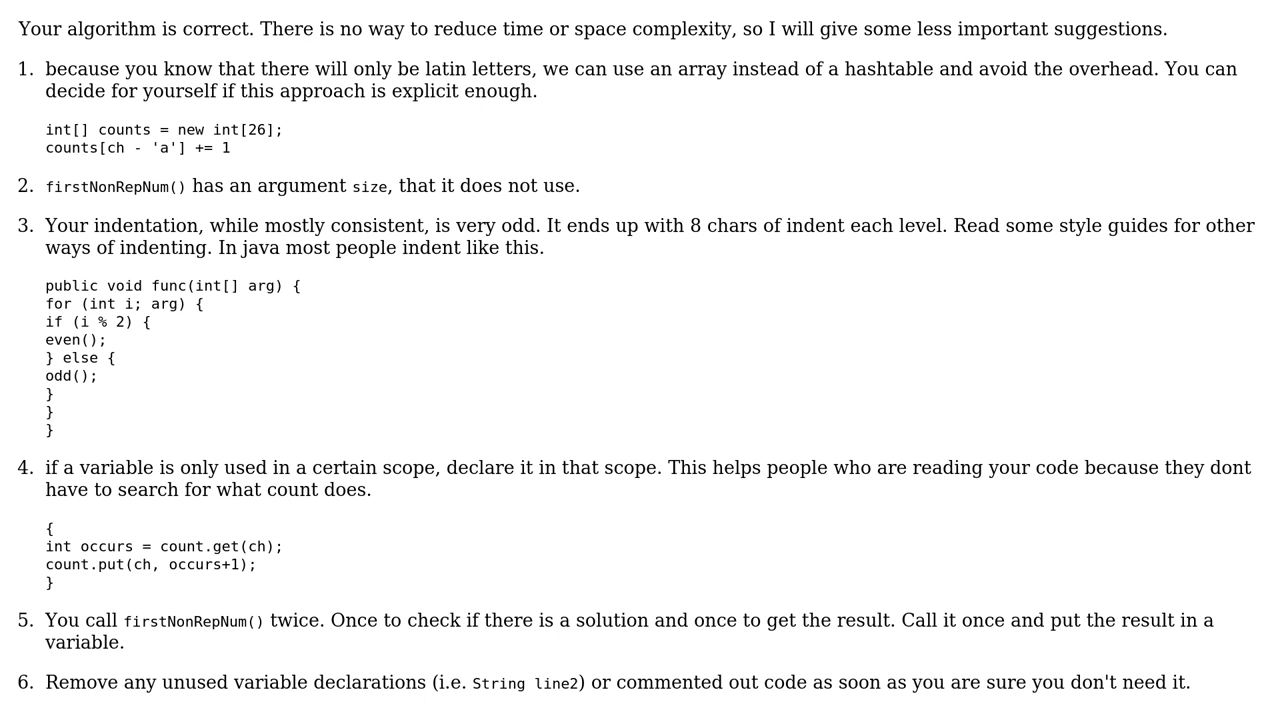 Your algorithm is correct. There is no way to reduce time or space complexity, so I will give some less important suggestions.
1. because you know that there will only be latin letters, we can use an array instead of a hashtable and avoid the overhead. You can
decide for yourself if this approach is explicit enough.
int[] counts = new int[26];
counts[ch - 'a'] += 1
2. firstNonRepNum() has an argument size, that it does not use.
3. Your indentation, while mostly consistent, is very odd. It ends up with 8 chars of indent each level. Read some style guides for other
ways of indenting. In java most people indent like this.
public void func(int[] arg) {
for (int i; arg) {
if (i % 2) {
even();
} else {
odd();
}
}
}
4. if a variable is only used in a certain scope, declare it in that scope. This helps people who are reading your code because they dont
have to search for what count does.
{
int occurs = count.get(ch);
count.put(ch, occurs+1);
}
5. You call firstNonRepNum() twice. Once to check if there is a solution and once to get the result. Call it once and put the result in a
variable.
6. Remove any unused variable declarations (i.e. String line2) or commented out code as soon as you are sure you don't need it.